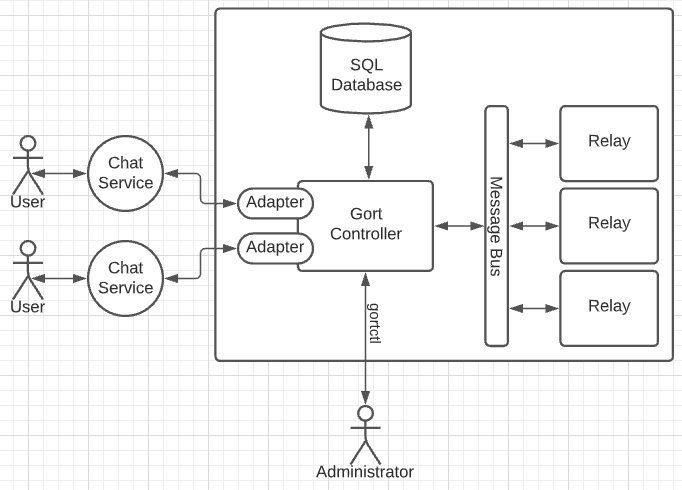 SQL
Database
Chat
Service
User
Adapter
Adapter
Gort
Controller
Message Bus
Relay
Relay
Relay
Chat
Service
User
gortctl
Administrator